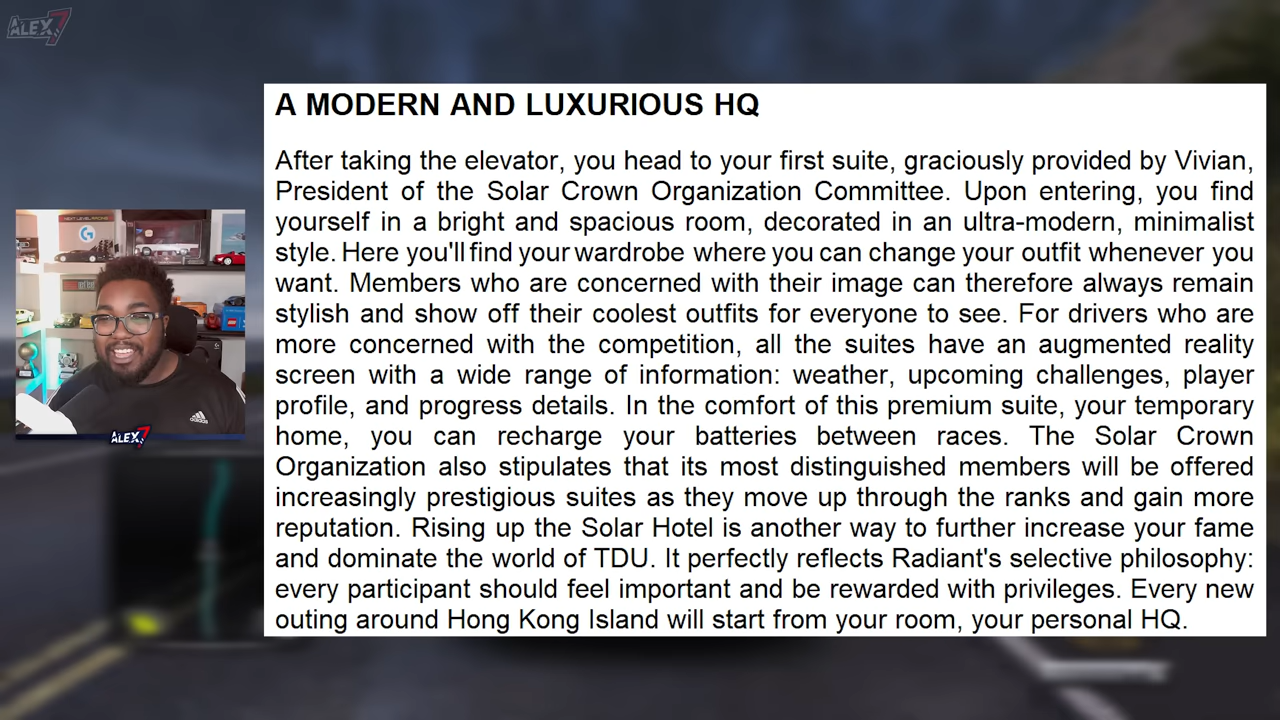 ALEX 7
A MODERN AND LUXURIOUS HQ
After taking the elevator, you head to your first suite, graciously provided by Vivian,
President of the Solar Crown Organization Committee. Upon entering, you find
yourself in a bright and spacious room, decorated in an ultra-modern, minimalist
style. Here you'll find your wardrobe where you can change your outfit whenever you
want. Members who are concerned with their image can therefore always remain
stylish and show off their coolest outfits for everyone to see. For drivers who are
more concerned with the competition, all the suites have an augmented reality
screen with a wide range of information: weather, upcoming challenges, player
profile, and progress details. In the comfort of this premium suite, your temporary
home, you can recharge your batteries between races. The Solar Crown
Organization also stipulates that its most distinguished members will be offered
increasingly prestigious suites as they move up through the ranks and gain more
reputation. Rising up the Solar Hotel is another way to further increase your fame
and dominate the world of TDU. It perfectly reflects Radiant's selective philosophy:
every participant should feel important and be rewarded with privileges. Every new
outing around Hong Kong Island will start from your room, your personal HQ.
adidas
ALEX 7